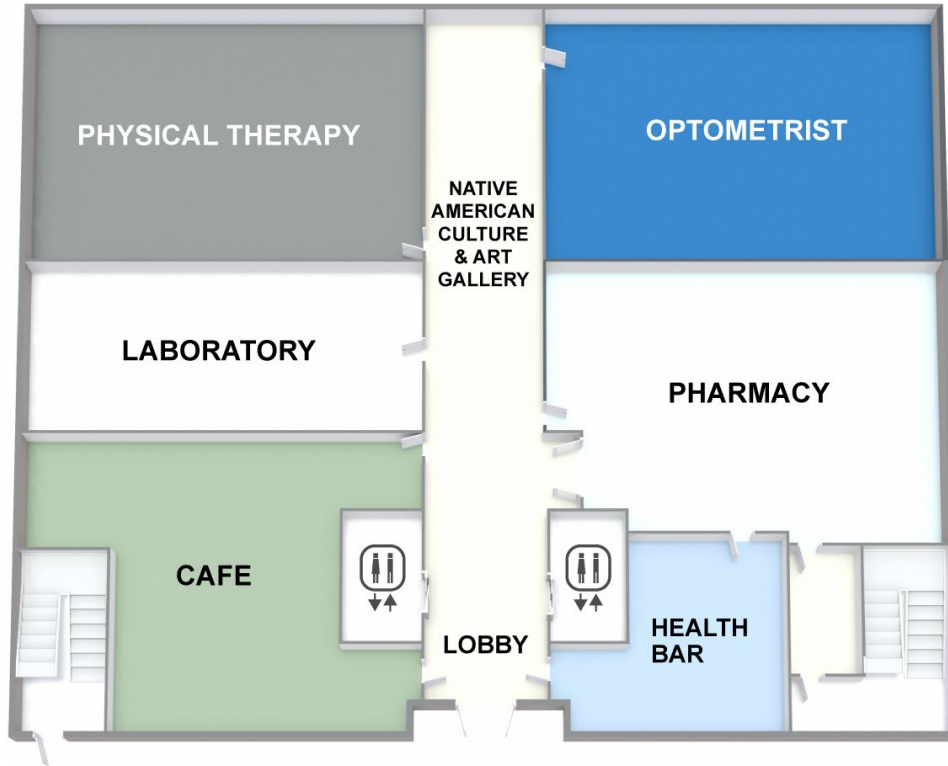 PHYSICAL THERAPY
OPTOMETRIST
NATIVE
AMERICAN
CULTURE
& ART
GALLERY
LABORATORY
PHARMACY
CAFE
LOBBY
HEALTH
BAR